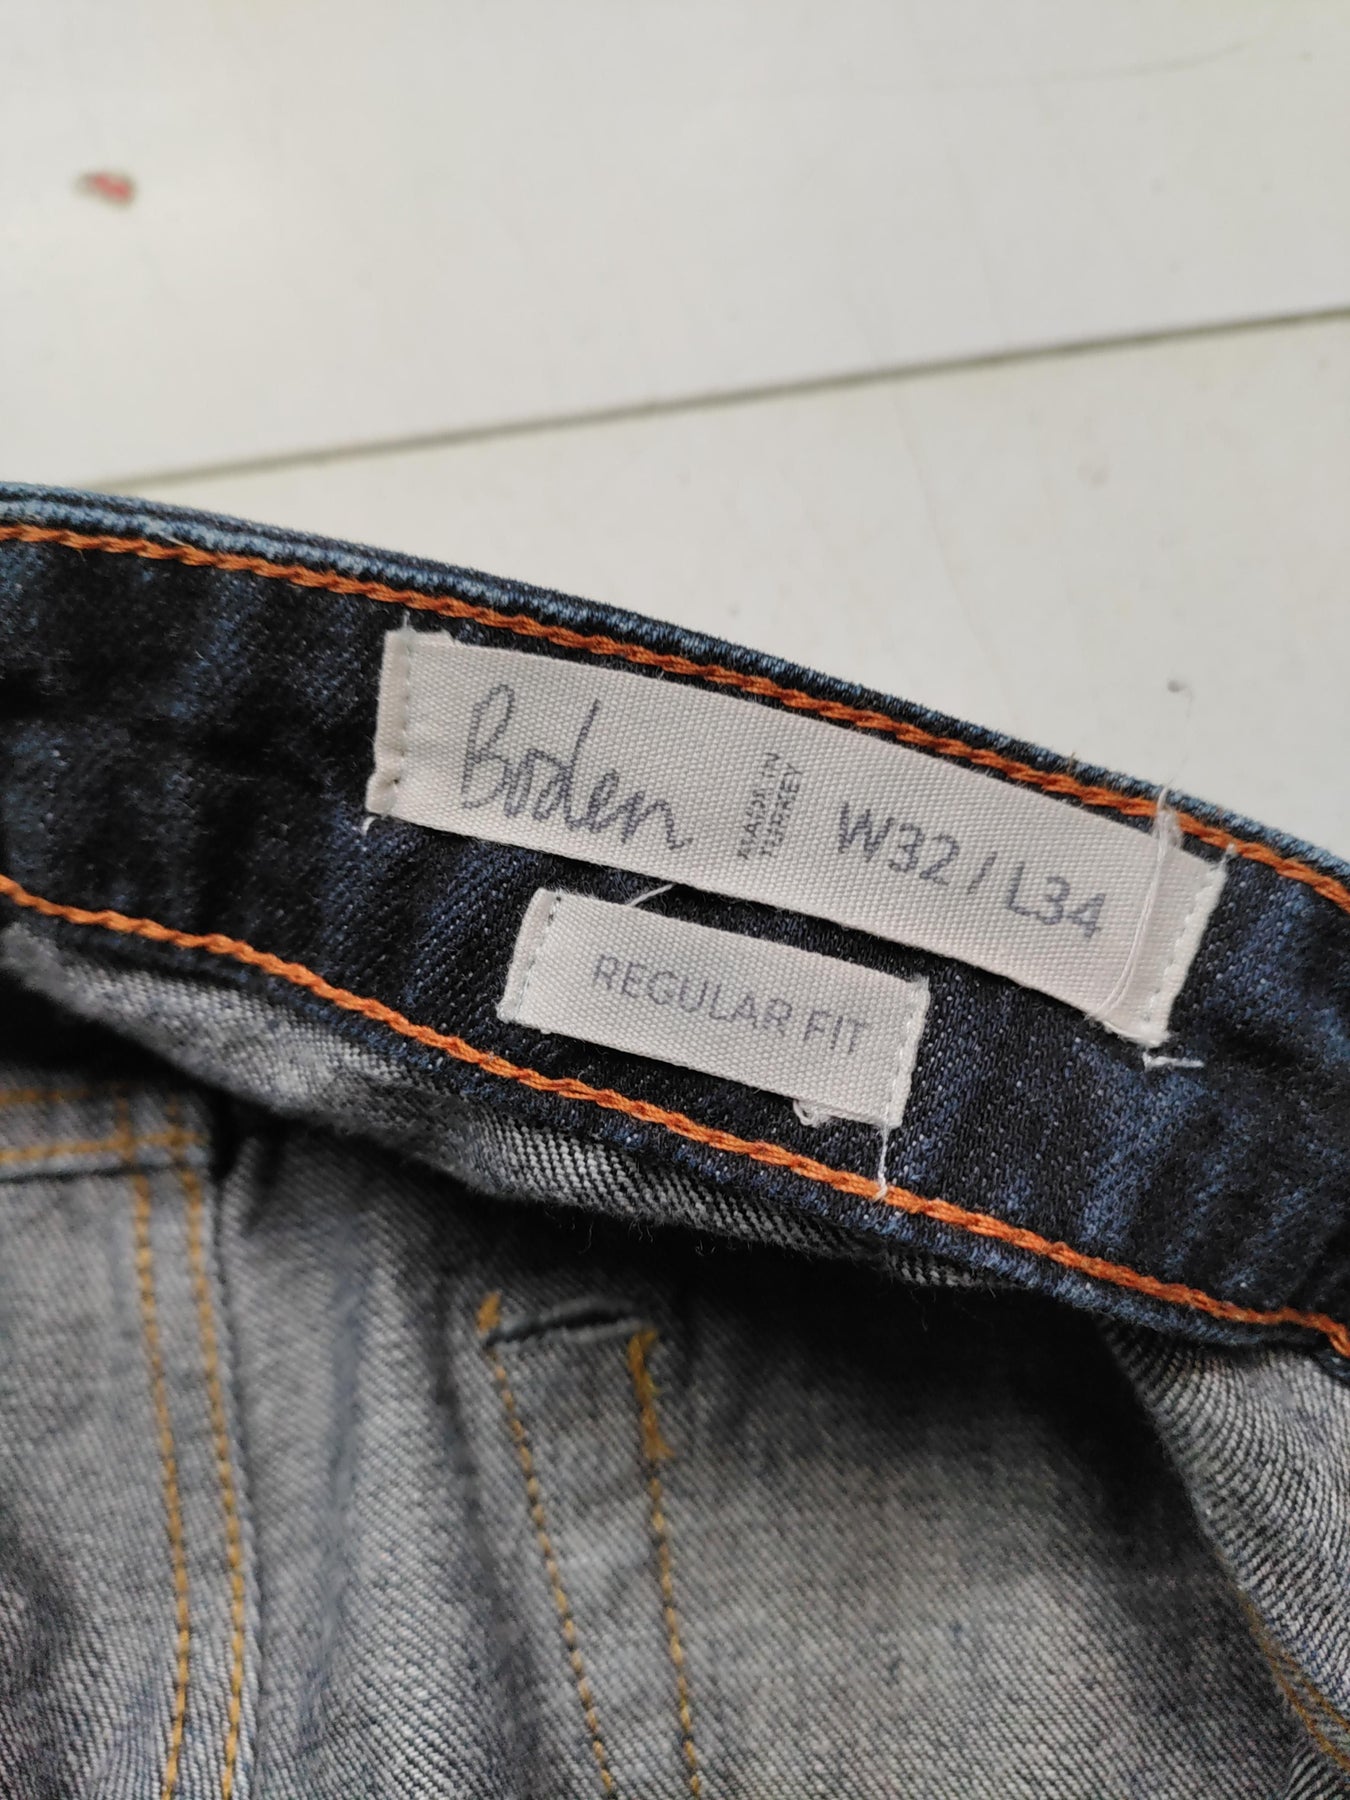 Boden
MADE IN
TURKEY
W32 / L34
REGULAR FIT